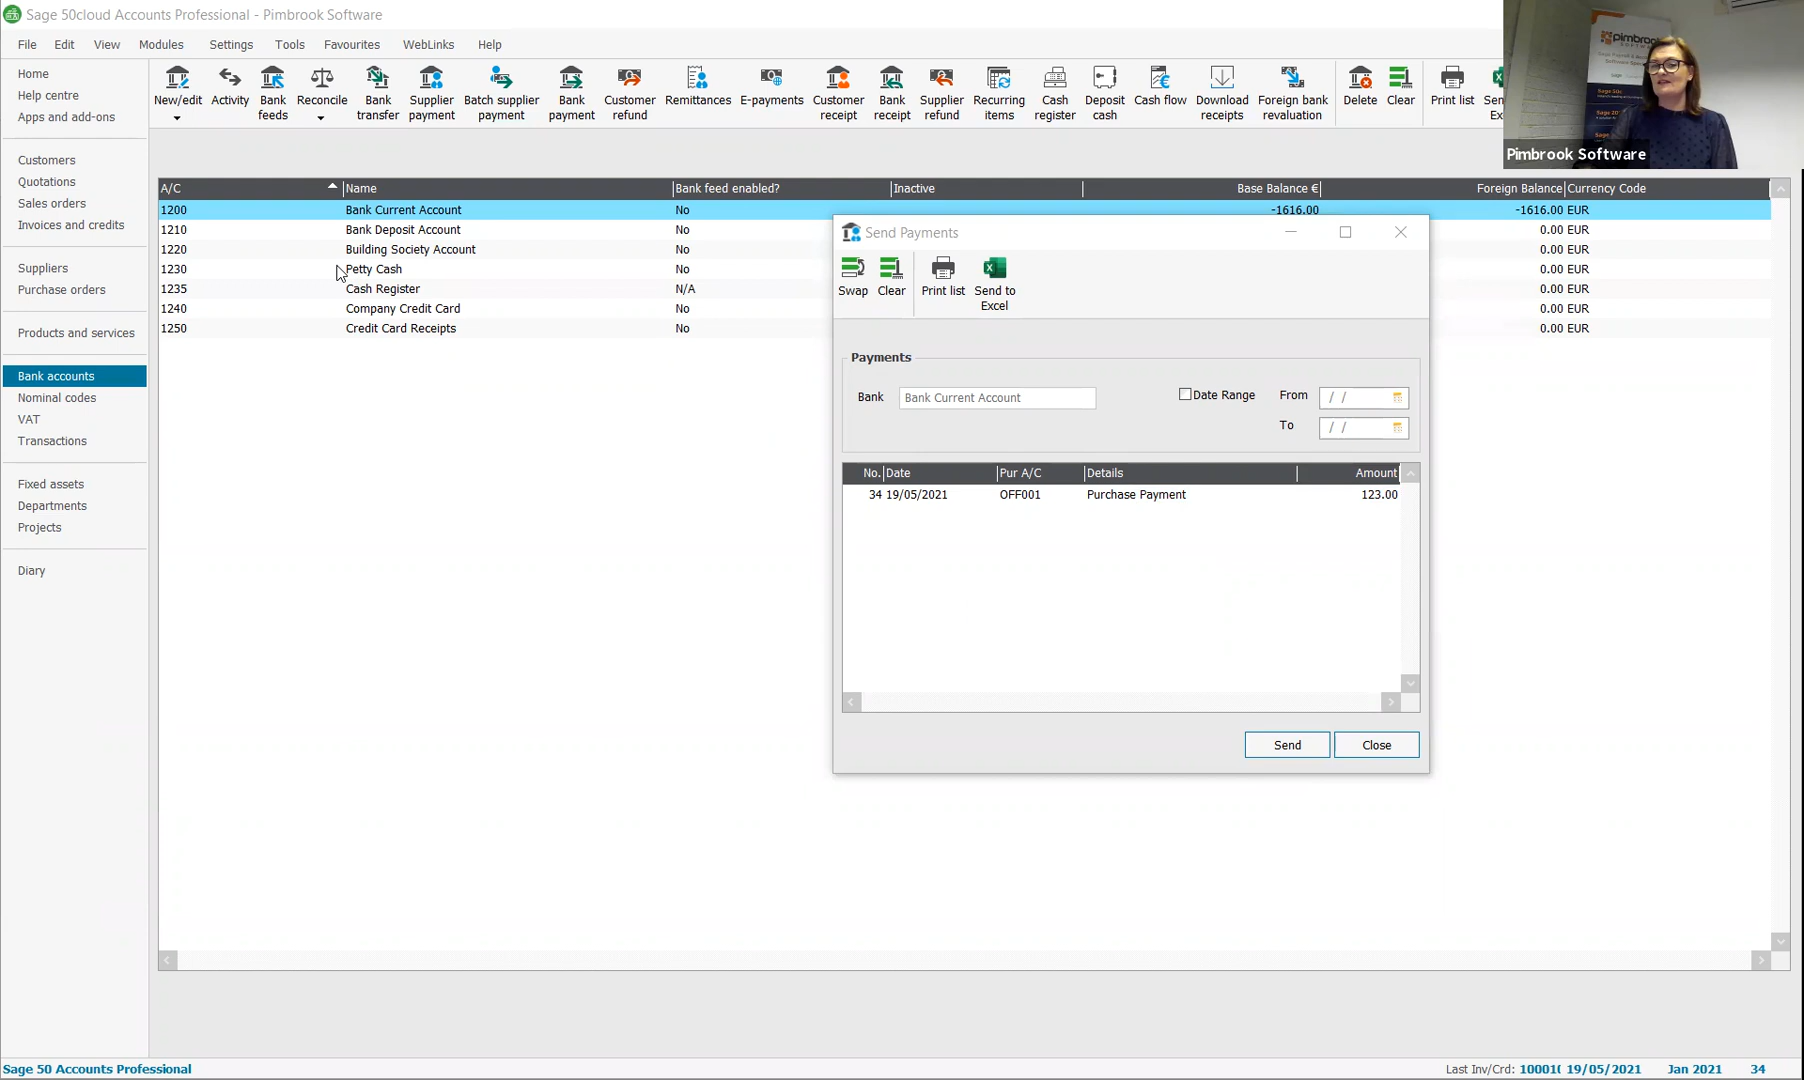 Sage 50cloud Accounts Professional - Pimbrook Software
File Edit View Modules Settings Tools Favourites WebLinks Help
Home
Help centre
Apps and add-ons
Customers
Quotations
Sales orders
Invoices and credits
Suppliers
Purchase orders
Products and services
Bank accounts
Nominal codes
VAT
Transactions
Fixed assets
Departments
Projects
Diary
New/edit
Activity
Bank feeds
Reconcile
Bank transfer
Supplier payment
Batch supplier payment
Bank payment
Customer refund
Remittances
E-payments
Customer receipt
Bank receipt
Supplier refund
Recurring items
Cash register
Deposit cash
Cash flow
Download receipts
Foreign bank revaluation
Delete
Clear
Print list
pimbrook
SOFTWARE
Pimbrook Software
A/C Name Bank feed enabled? Inactive Base Balance € Foreign Balance Currency Code
1200 Bank Current Account No -1616.00 -1616.00 EUR
1210 Bank Deposit Account No 0.00 EUR
1220 Building Society Account No 0.00 EUR
1230 Petty Cash No 0.00 EUR
1235 Cash Register N/A 0.00 EUR
1240 Company Credit Card No 0.00 EUR
1250 Credit Card Receipts No 0.00 EUR
Send Payments
Swap
Clear
Print list
Send to Excel
Payments
Bank Bank Current Account Date Range From / /
To / /
No. Date Pur A/C Details Amount
34 19/05/2021 OFF001 Purchase Payment 123.00
Send Close
Sage 50 Accounts Professional
Last Inv/Crd: 19/05/2021 Jan 2021 34